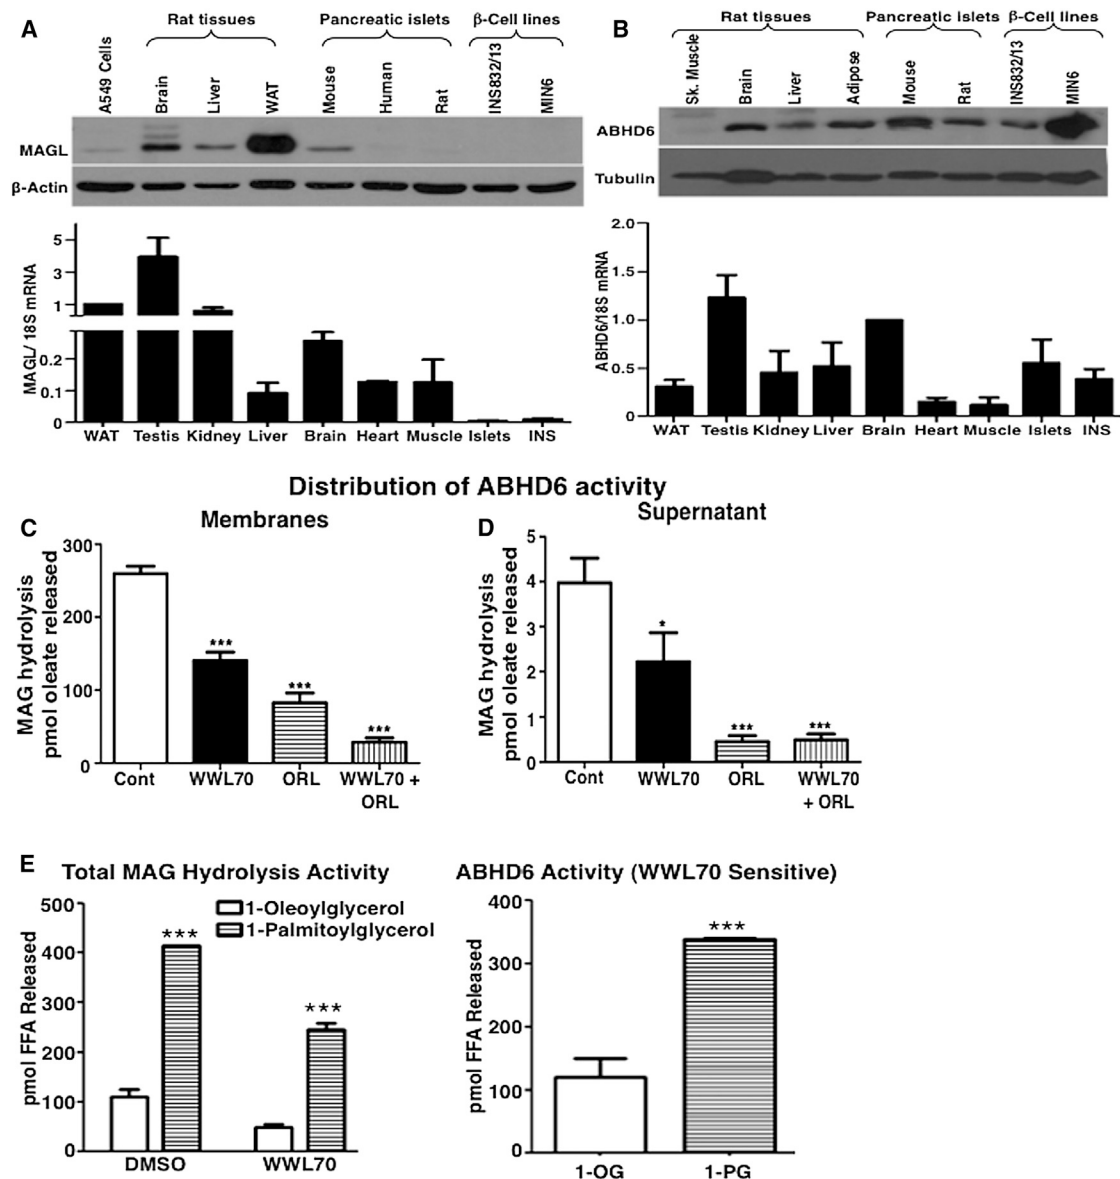 A
Rat tissues
Pancreatic islets
β-Cell lines
A549 Cells
Brain
Liver
WAT
Mouse
Human
Rat
INS832/13
MIN6
MAGL
β-Actin
MAGL/ 18S mRNA
5
3
1
0.2
0.1
0
WAT Testis Kidney Liver Brain Heart Muscle Islets INS
B
Rat tissues
Pancreatic islets
β-Cell lines
Sk. Muscle
Brain
Liver
Adipose
Mouse
Rat
INS832/13
MIN6
ABHD6
Tubulin
ABHD6/18S mRNA
2.0
1.5
1.0
0.5
0
WAT Testis Kidney Liver Brain Heart Muscle Islets INS
Distribution of ABHD6 activity
C
Membranes
MAG hydrolysis
pmol oleate released
300
200
100
0
***
***
***
Cont WWL70 ORL WWL70 +
ORL
D
Supernatant
MAG hydrolysis
pmol oleate released
5
4
3
2
1
0
*
***
***
Cont WWL70 ORL WWL70
+ ORL
E
Total MAG Hydrolysis Activity
1-Oleoylglycerol
1-Palmitoylglycerol
pmol FFA Released
500
400
300
200
100
0
***
***
DMSO WWL70
ABHD6 Activity (WWL70 Sensitive)
pmol FFA Released
400
300
200
100
0
***
1-OG 1-PG